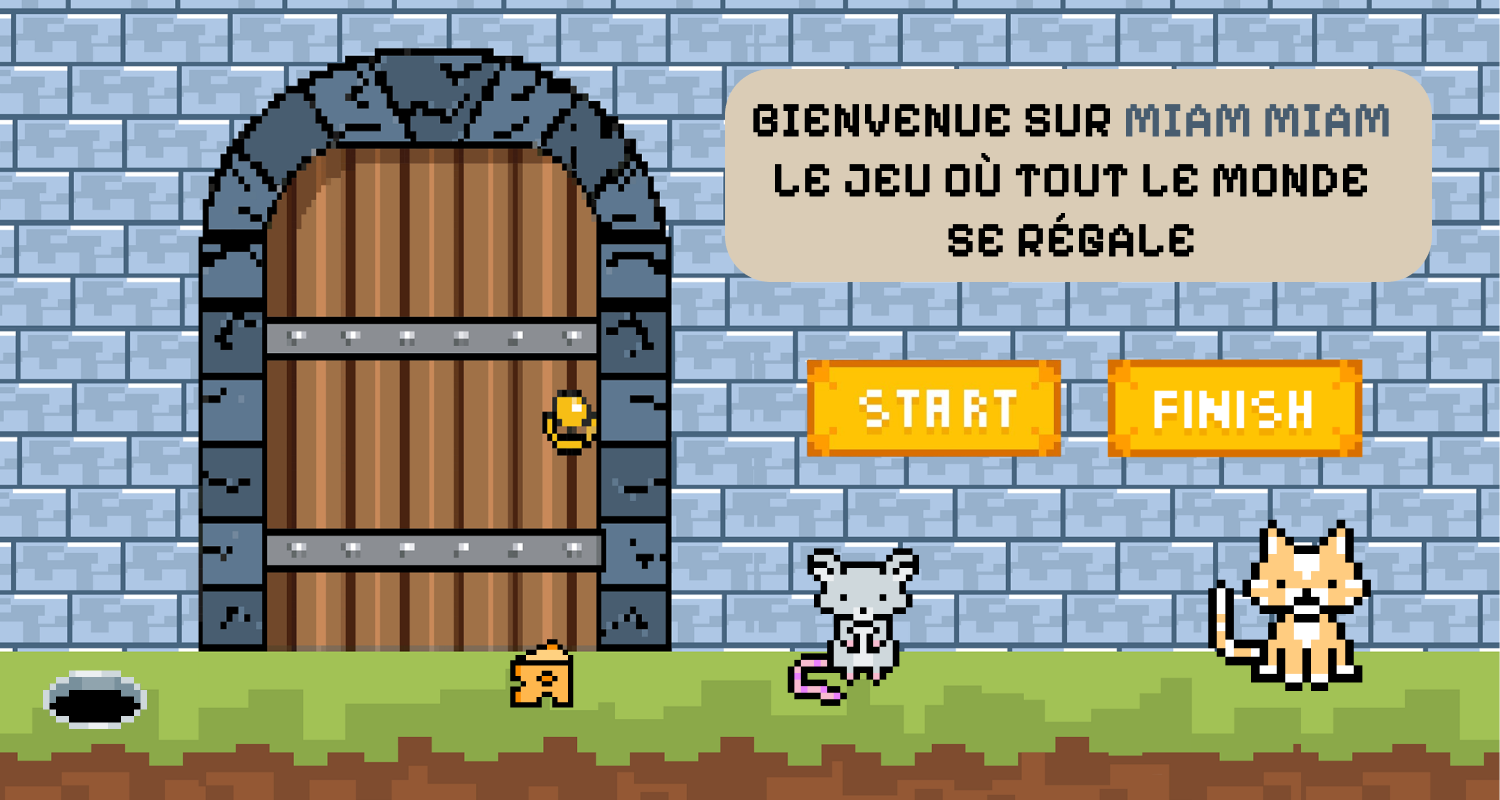 BIENVENUE SUR MIAM MIAM
LE JEU OÙ TOUT LE MONDE
SE RÉGALE
START
FINISH